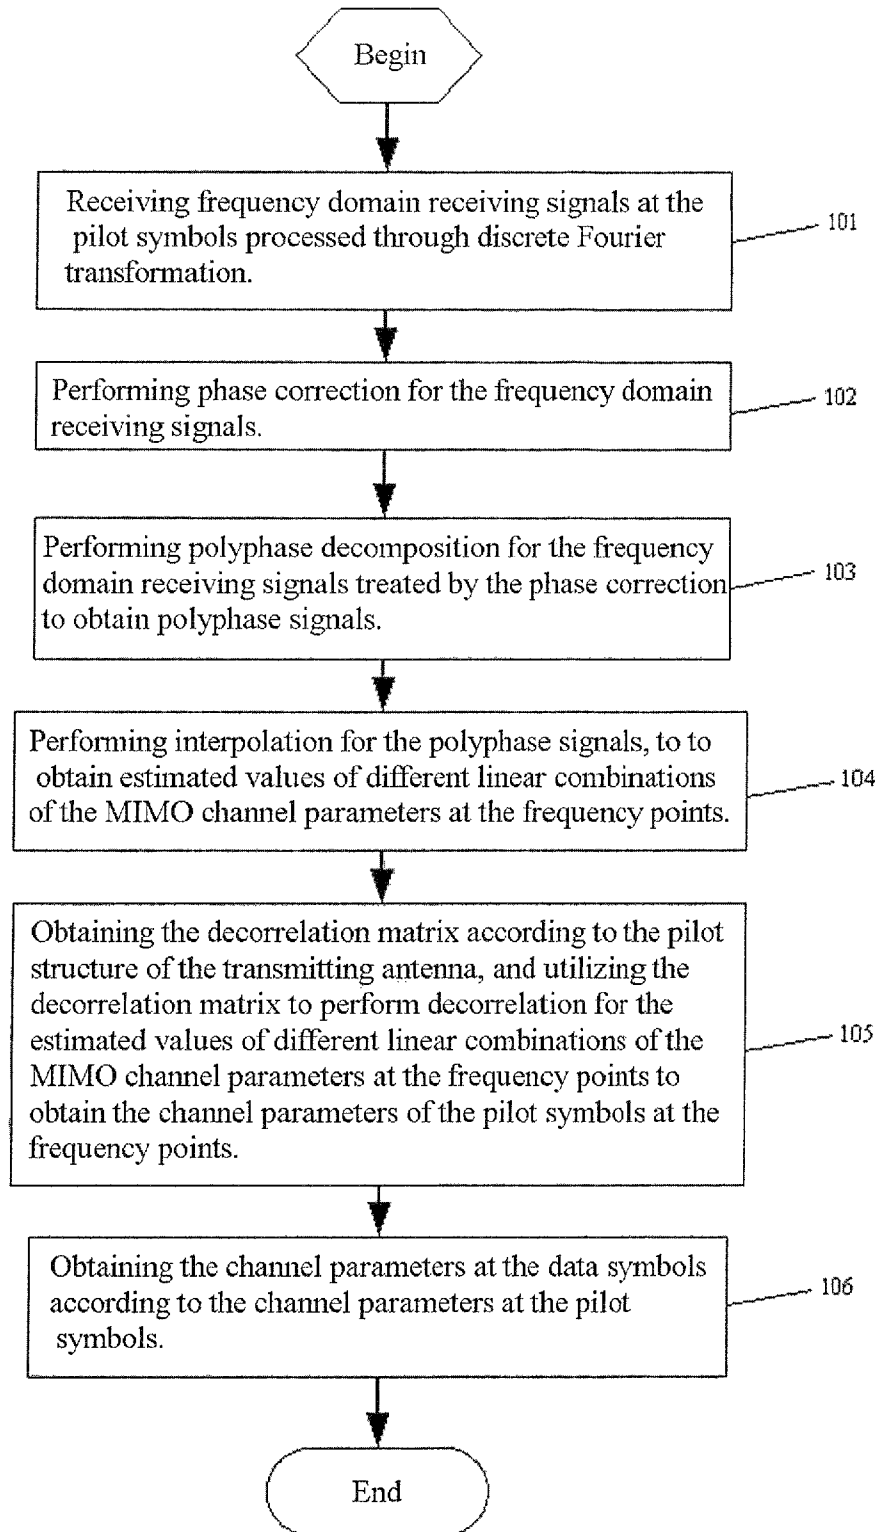 Begin
Receiving frequency domain receiving signals at the
pilot symbols processed through discrete Fourier
transformation.
101
Performing phase correction for the frequency domain
receiving signals.
102
Performing polyphase decomposition for the frequency
domain receiving signals treated by the phase correction
to obtain polyphase signals.
103
Performing interpolation for the polyphase signals, to to
obtain estimated values of different linear combinations
of the MIMO channel parameters at the frequency points.
104
Obtaining the decorrelation matrix according to the pilot
structure of the transmitting antenna, and utilizing the
decorrelation matrix to perform decorrelation for the
estimated values of different linear combinations of the
MIMO channel parameters at the frequency points to
obtain the channel parameters of the pilot symbols at the
frequency points.
105
Obtaining the channel parameters at the data symbols
according to the channel parameters at the pilot
symbols.
106
End